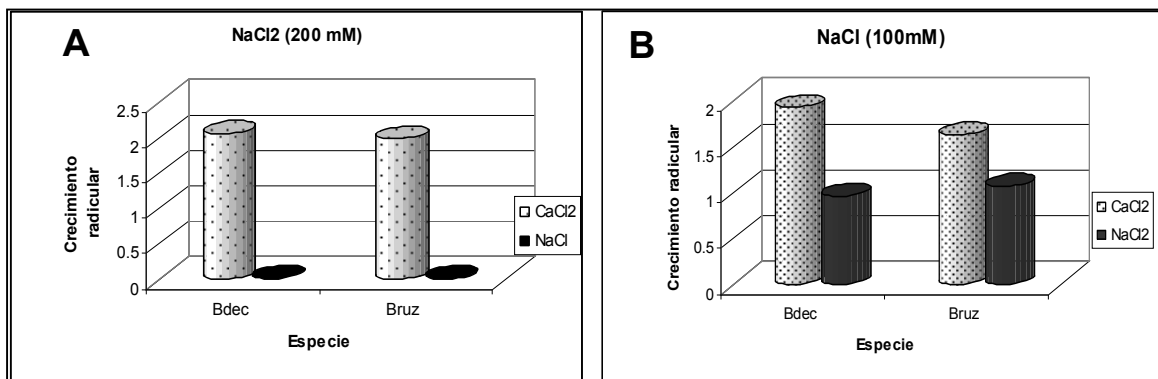 A
NaCl2 (200 mM)
2.5
2
1.5
1
0.5
0
Crecimiento
radicular
Bdec
Bruz
Especie
CaCl2
NaCl
B
NaCl (100mM)
2
1.5
1
0.5
0
Crecimiento radicular
Bdec
Bruz
Especie
CaCl2
NaCl2